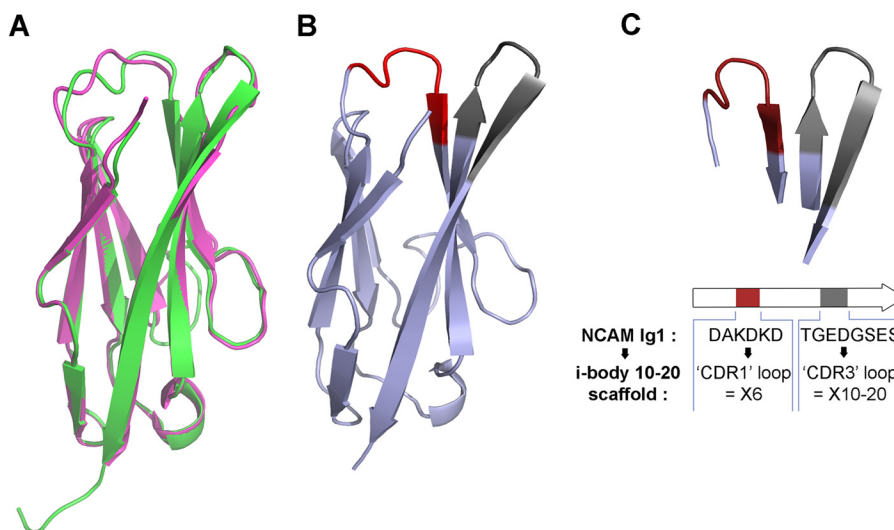 A
B
C
NCAM Ig1 : DAKDKD TGEDGSES
i-body 10-20 'CDR1' loop 'CDR3' loop
scaffold : = X6 = X10-20